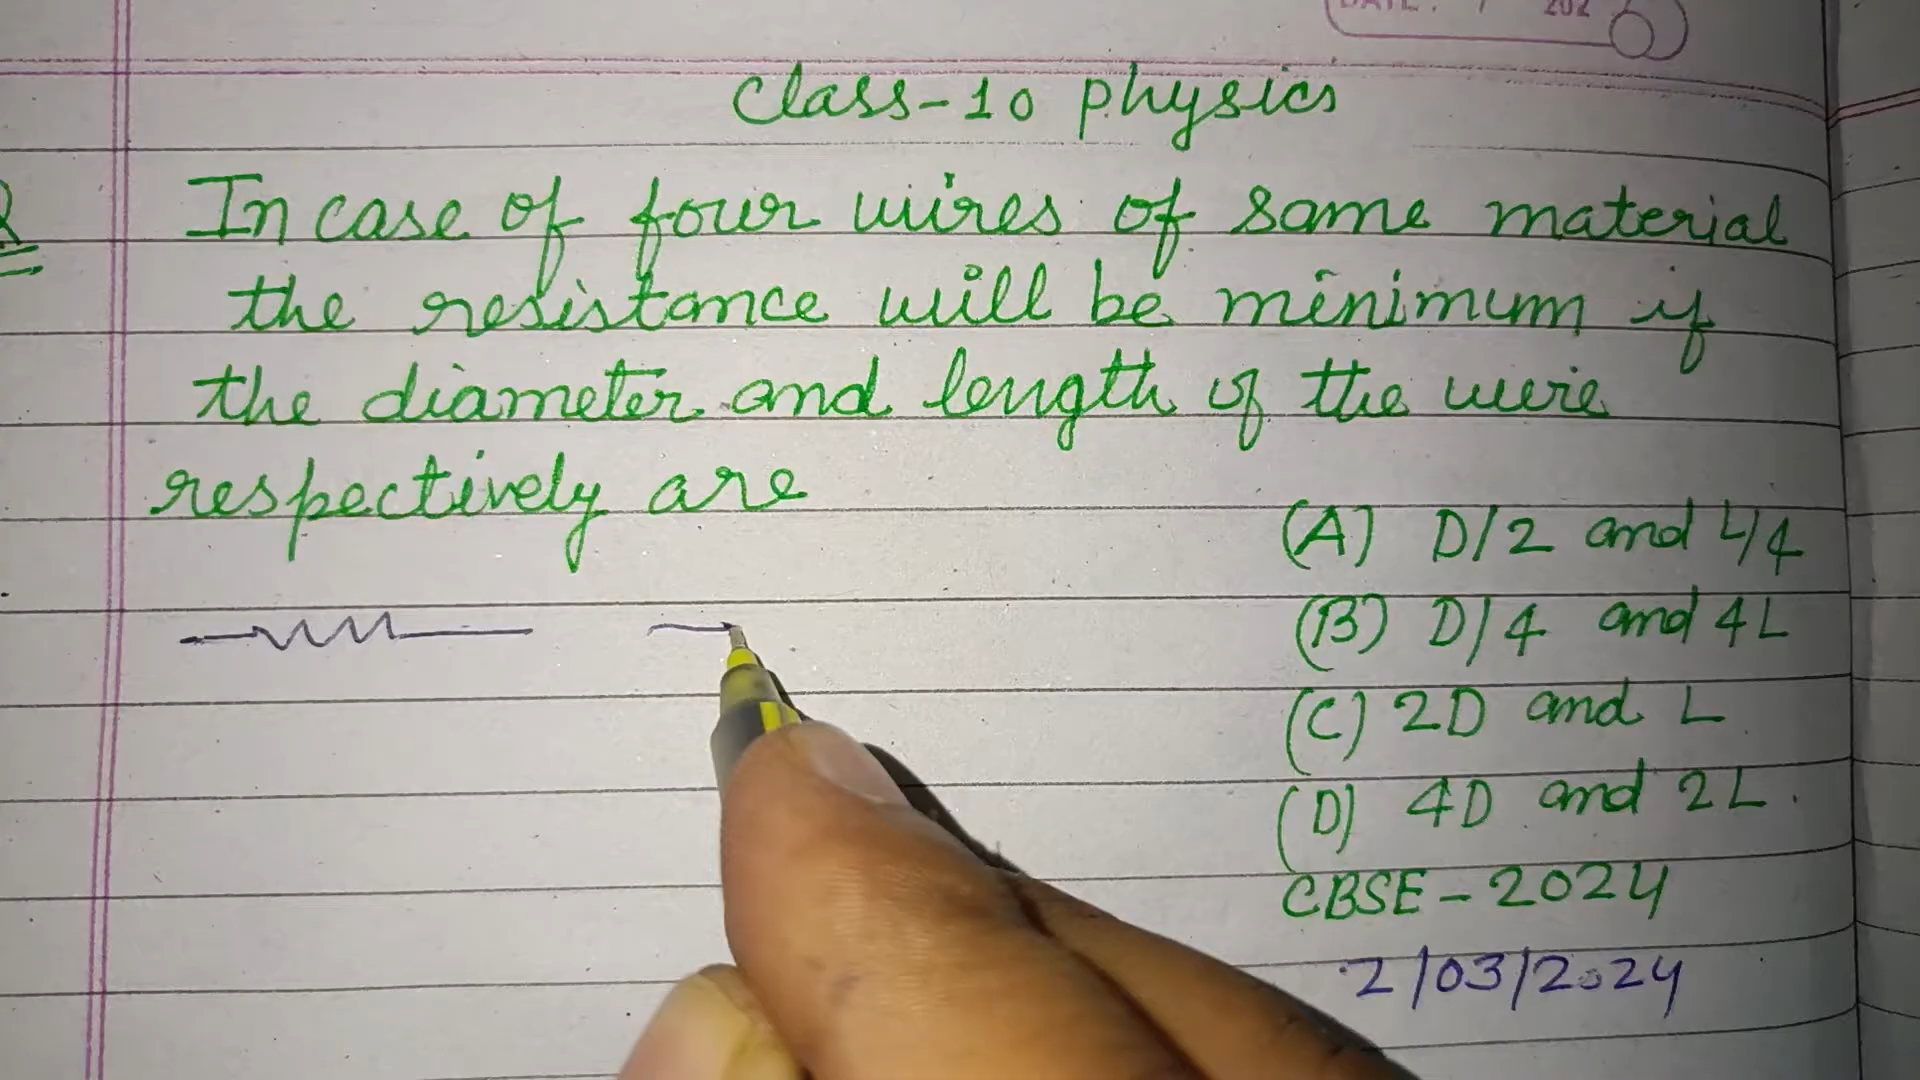 DATE: / 202
Class-10 physics
In case of four wires of same material
the resistance will be minimum if
the diameter and length of the wire
respectively are
(A) D/2 and L/4
(B) D/4 and 4L
(C) 2D and L
(D) 4D and 2L.
CBSE-2024
2/03/2024